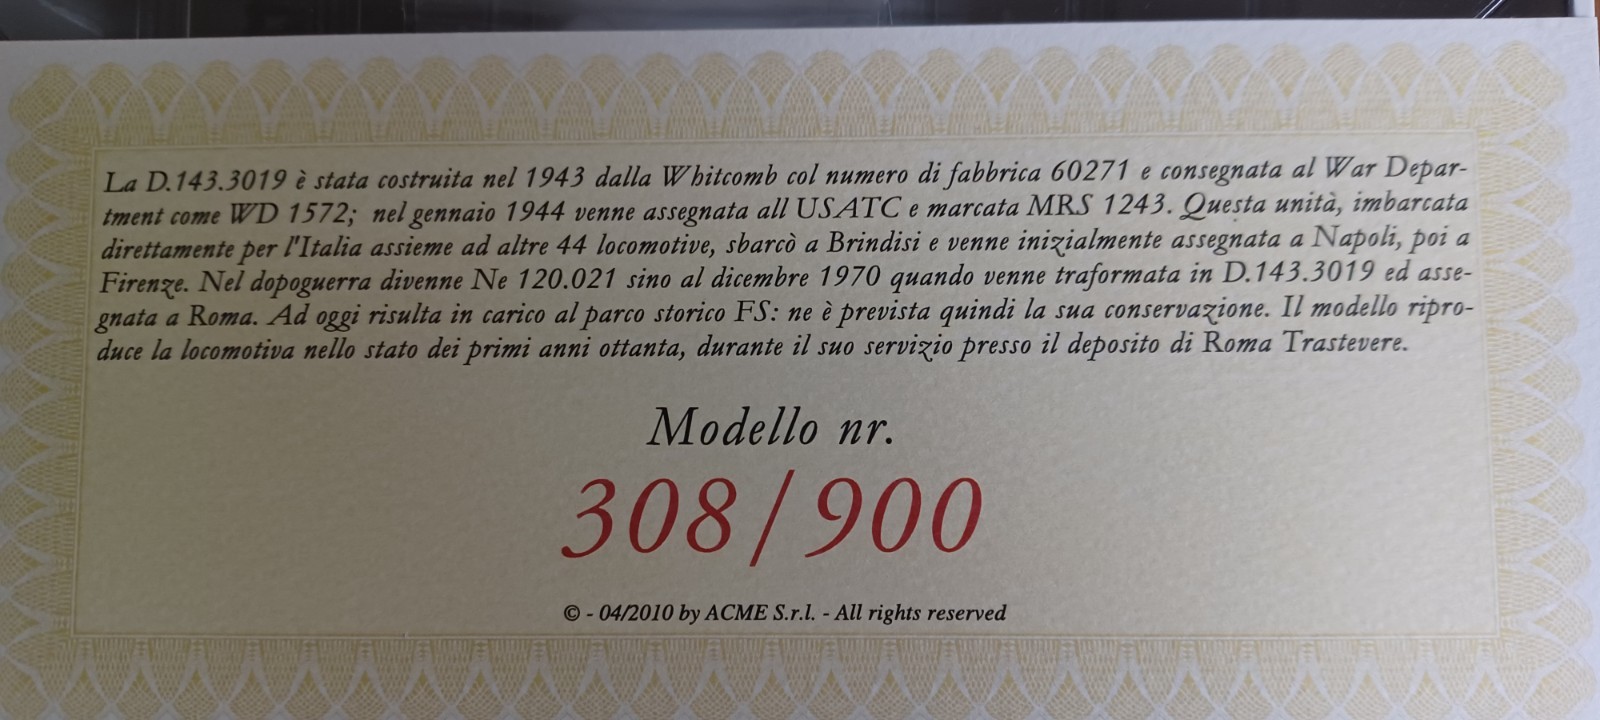 La D.143.3019 è stata costruita nel 1943 dalla Whitcomb col numero di fabbrica 60271 e consegnata al War Depar-
tment come WD 1572; nel gennaio 1944 venne assegnata all USATC e marcata MRS 1243. Questa unità, imbarcata
direttamente per l'Italia assieme ad altre 44 locomotive, sbarcò a Brindisi e venne inizialmente assegnata a Napoli, poi a
Firenze. Nel dopoguerra divenne Ne 120.021 sino al dicembre 1970 quando venne traformata in D.143.3019 ed asse-
gnata a Roma. Ad oggi risulta in carico al parco storico FS: ne è prevista quindi la sua conservazione. Il modello ripro-
duce la locomotiva nello stato dei primi anni ottanta, durante il suo servizio presso il deposito di Roma Trastevere.
Modello nr.
308/900
© - 04/2010 by ACME S.r.l. - All rights reserved